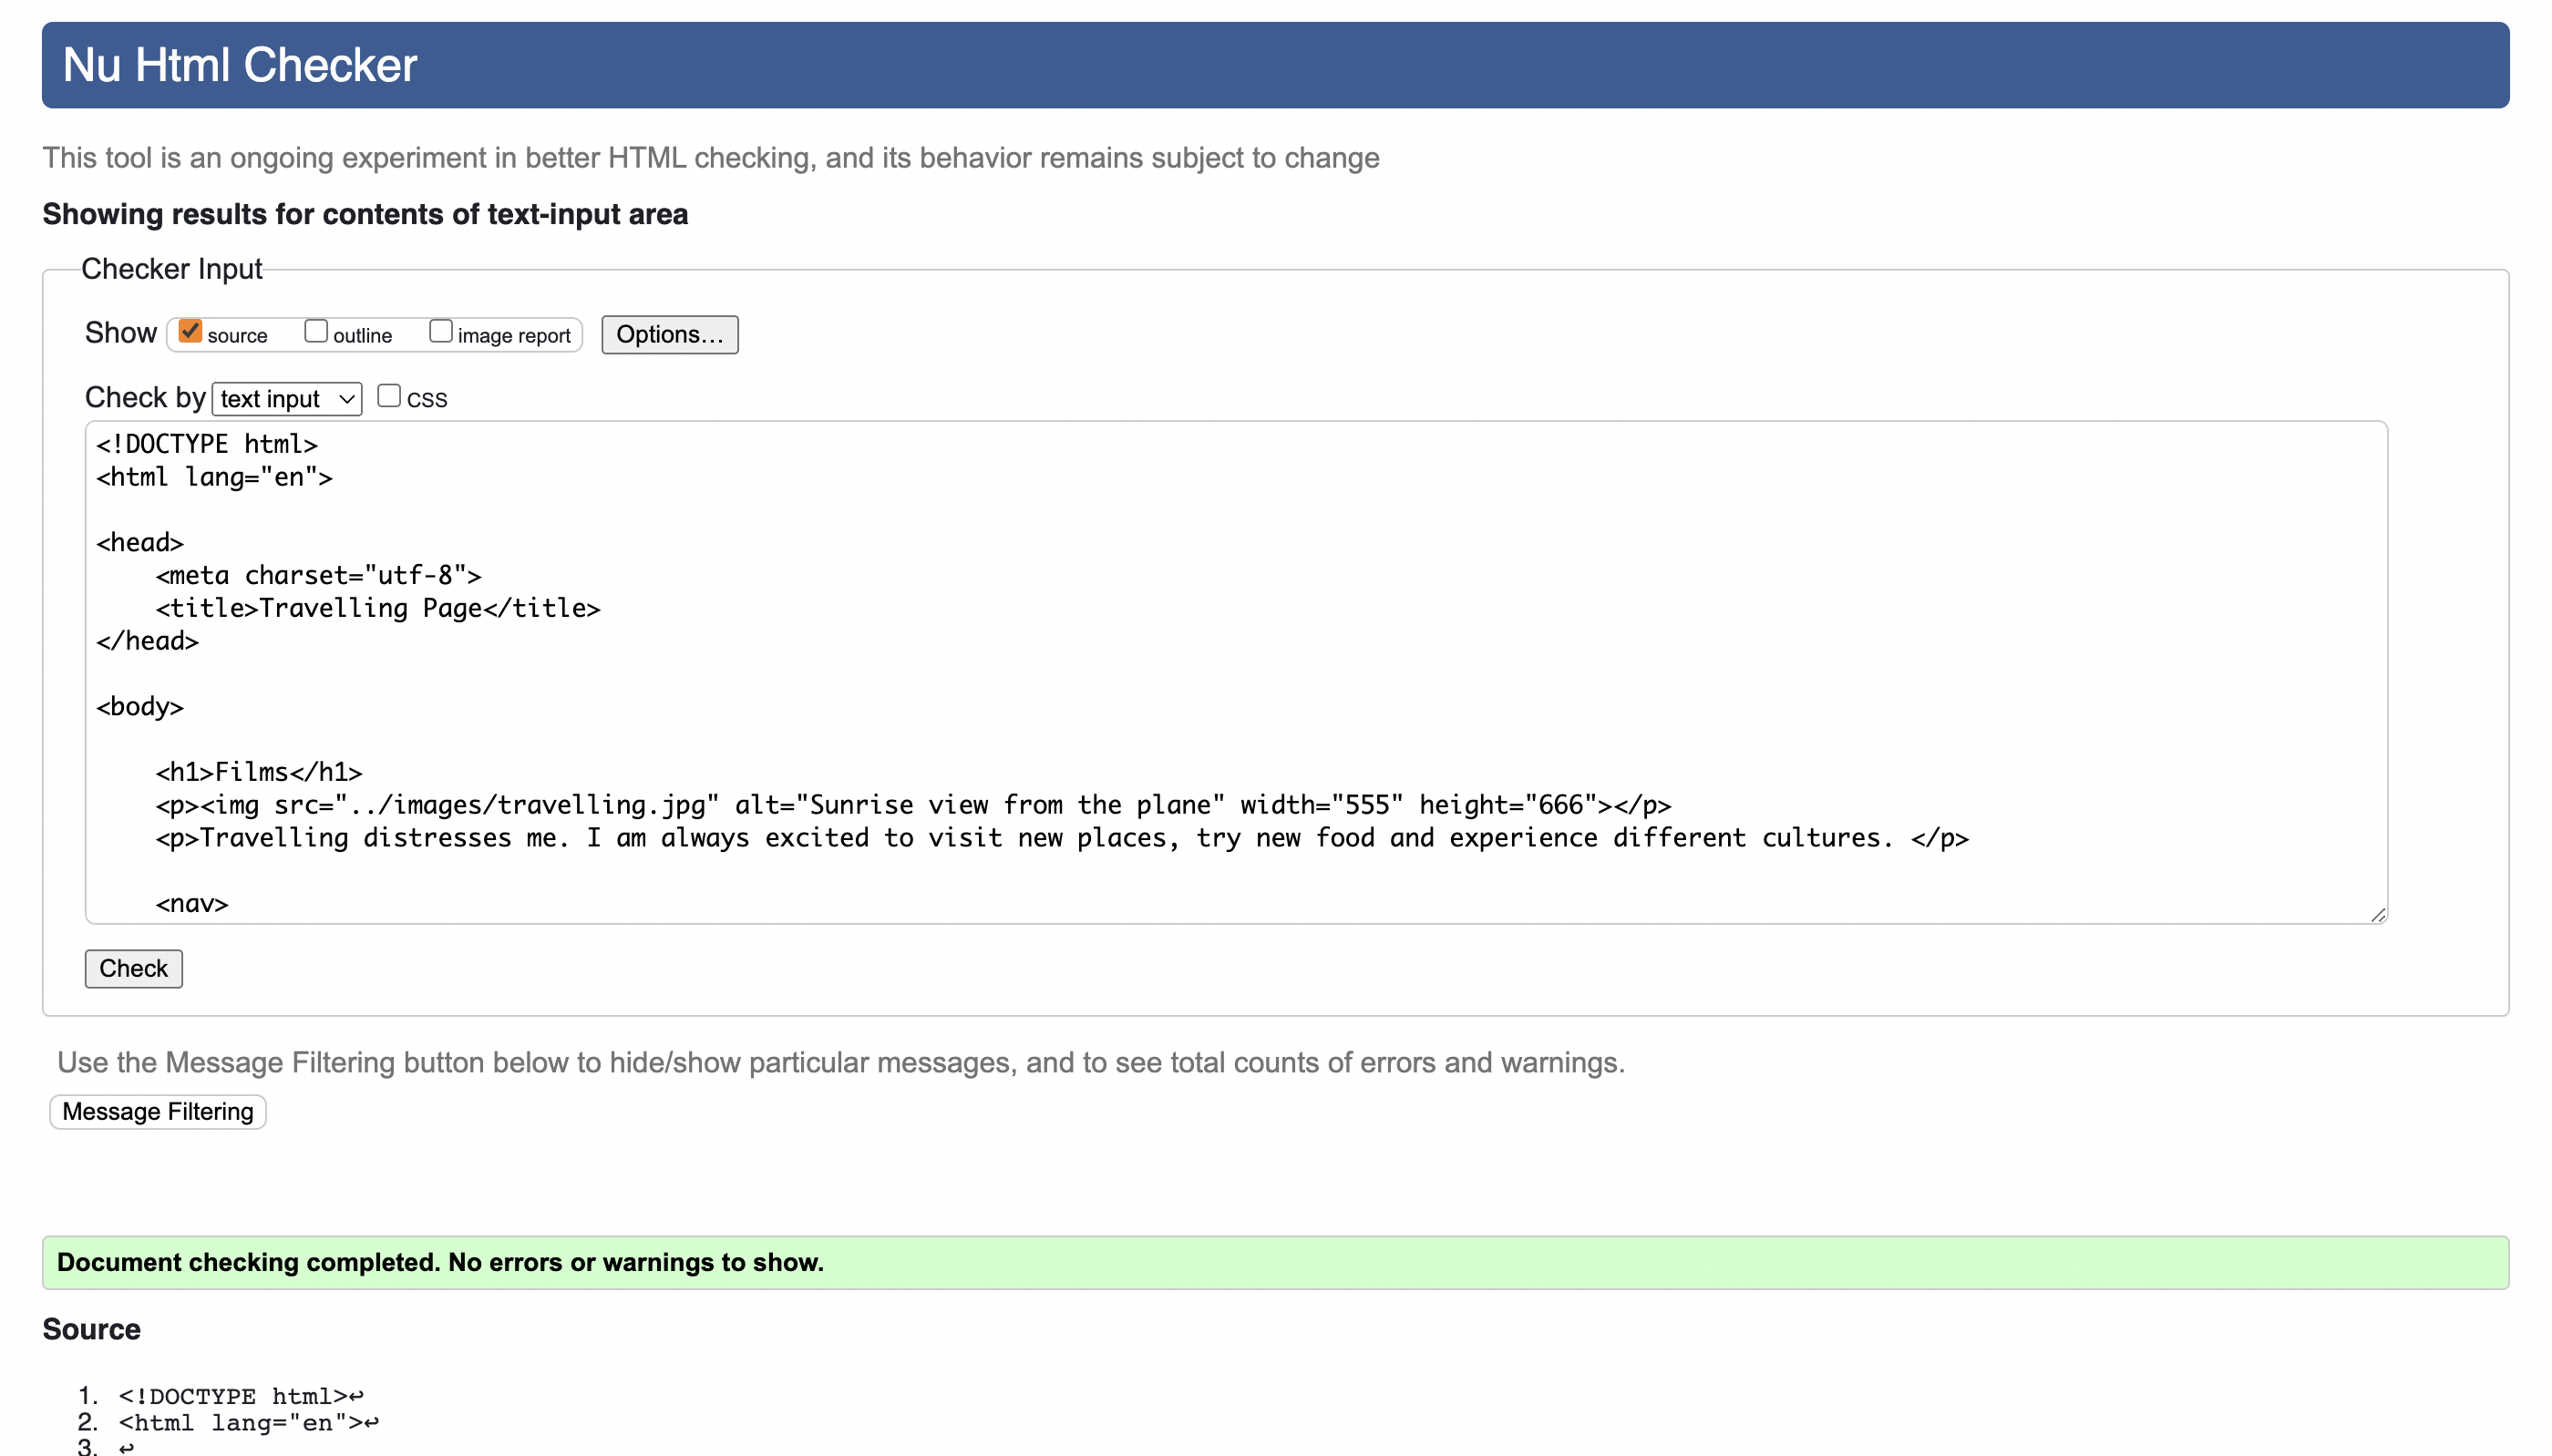 Nu Html Checker
This tool is an ongoing experiment in better HTML checking, and its behavior remains subject to change
Showing results for contents of text-input area
Checker Input
Show source outline image report Options...
Check by text input CSS
<!DOCTYPE html>
<html lang="en">
<head>
    <meta charset="utf-8">
    <title>Travelling Page</title>
</head>
<body>
    <h1>Films</h1>
    <p><img src="../images/travelling.jpg" alt="Sunrise view from the plane" width="555" height="666"></p>
    <p>Travelling distresses me. I am always excited to visit new places, try new food and experience different cultures. </p>
    <nav>
Check
Use the Message Filtering button below to hide/show particular messages, and to see total counts of errors and warnings.
Message Filtering
Document checking completed. No errors or warnings to show.
Source
1. <!DOCTYPE html>↩
2. <html lang="en">↩
3. ↩